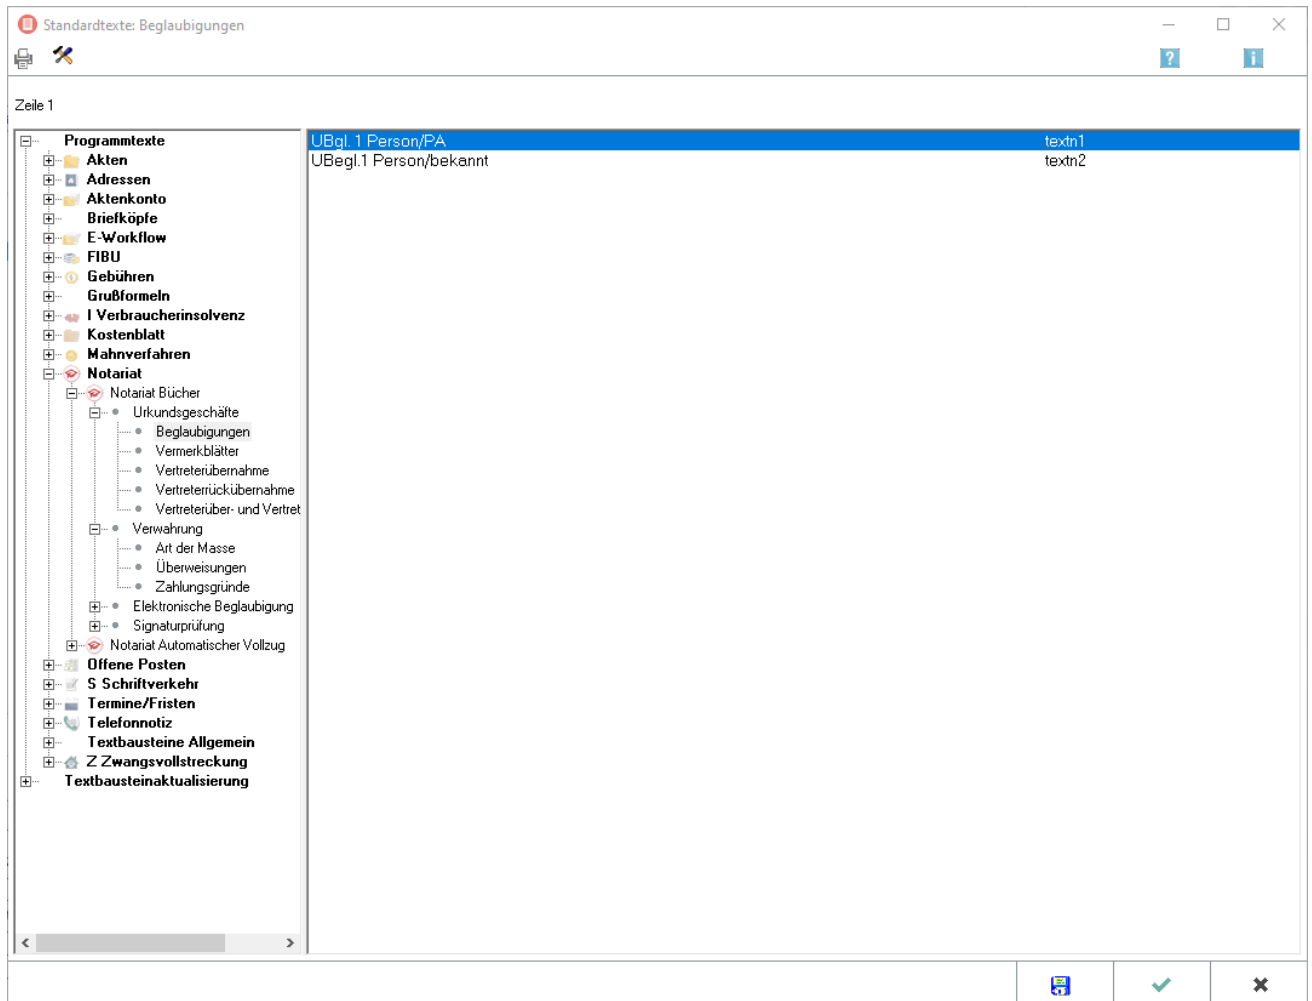 Standardtexte: Beglaubigungen
Zeile 1
Programmtexte
Akten
Adressen
Aktenkonto
Briefköpfe
E-Workflow
FIBU
Gebühren
Grußformeln
I Verbraucherinsolvenz
Kostenblatt
Mahnverfahren
Notariat
Notariat Bücher
Urkundsgeschäfte
Beglaubigungen
Vermerkblätter
Vertreterübernahme
Vertreterrückübernahme
Vertreterüber- und Vertret
Verwahrung
Art der Masse
Überweisungen
Zahlungsgründe
Elektronische Beglaubigung
Signaturprüfung
Notariat Automatischer Vollzug
Offene Posten
S Schriftverkehr
Termine/Fristen
Telefonnotiz
Textbausteine Allgemein
Z Zwangsvollstreckung
Textbausteinaktualisierung
UBgl. 1 Person/PA textn1
UBegl.1 Person/bekannt textn2